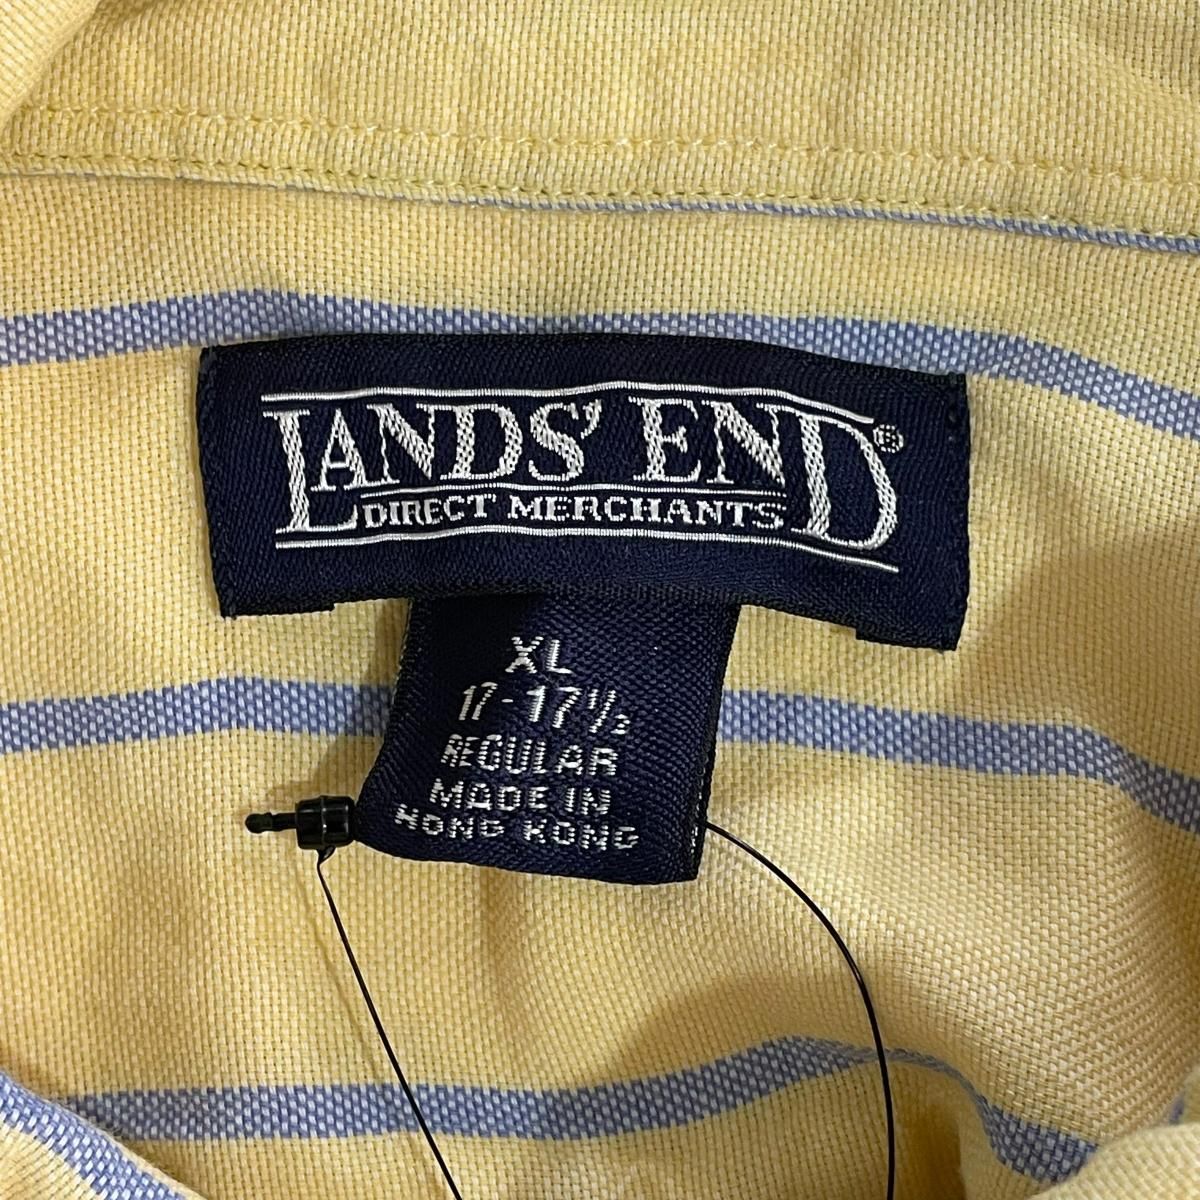 LANDS' END®
DIRECT MERCHANTS
XL
17-17½
REGULAR
MADE IN
HONG KONG